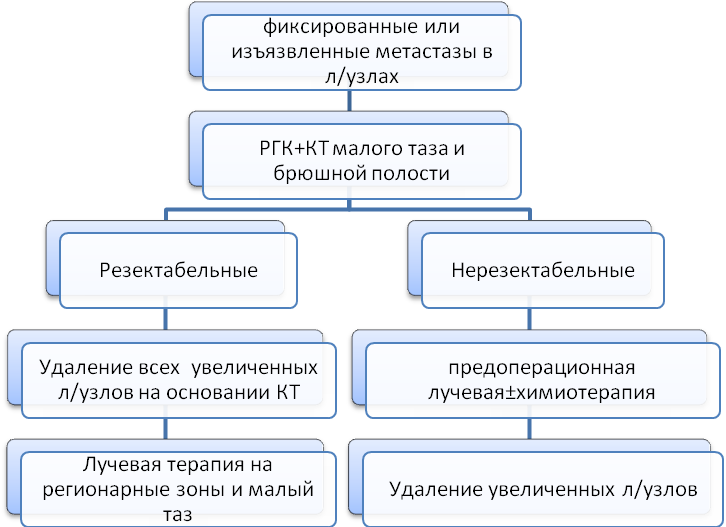 фиксированные или
изъязвленные метастазы в
л/узлах
РГК+КТ малого таза и
брюшной полости
Резектабельные
Нерезектабельные
Удаление всех увеличенных
л/узлов на основании КТ
предоперационная
лучевая±химиотерапия
Лучевая терапия на
регионарные зоны и малый
таз
Удаление увеличенных л/узлов